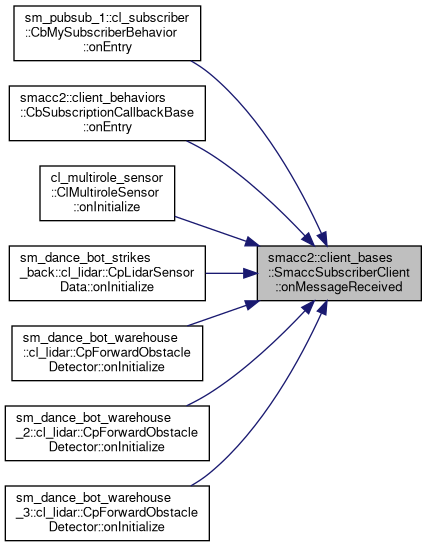 sm_pubsub_1::cl_subscriber
::CbMySubscriberBehavior
::onEntry
smacc2::client_behaviors
::CbSubscriptionCallbackBase
::onEntry
cl_multirole_sensor
::ClMultiroleSensor
::onInitialize
sm_dance_bot_strikes
_back::cl_lidar::CpLidarSensor
Data::onInitialize
sm_dance_bot_warehouse
::cl_lidar::CpForwardObstacle
Detector::onInitialize
sm_dance_bot_warehouse
_2::cl_lidar::CpForwardObstacle
Detector::onInitialize
sm_dance_bot_warehouse
_3::cl_lidar::CpForwardObstacle
Detector::onInitialize
smacc2::client_bases
::SmaccSubscriberClient
::onMessageReceived